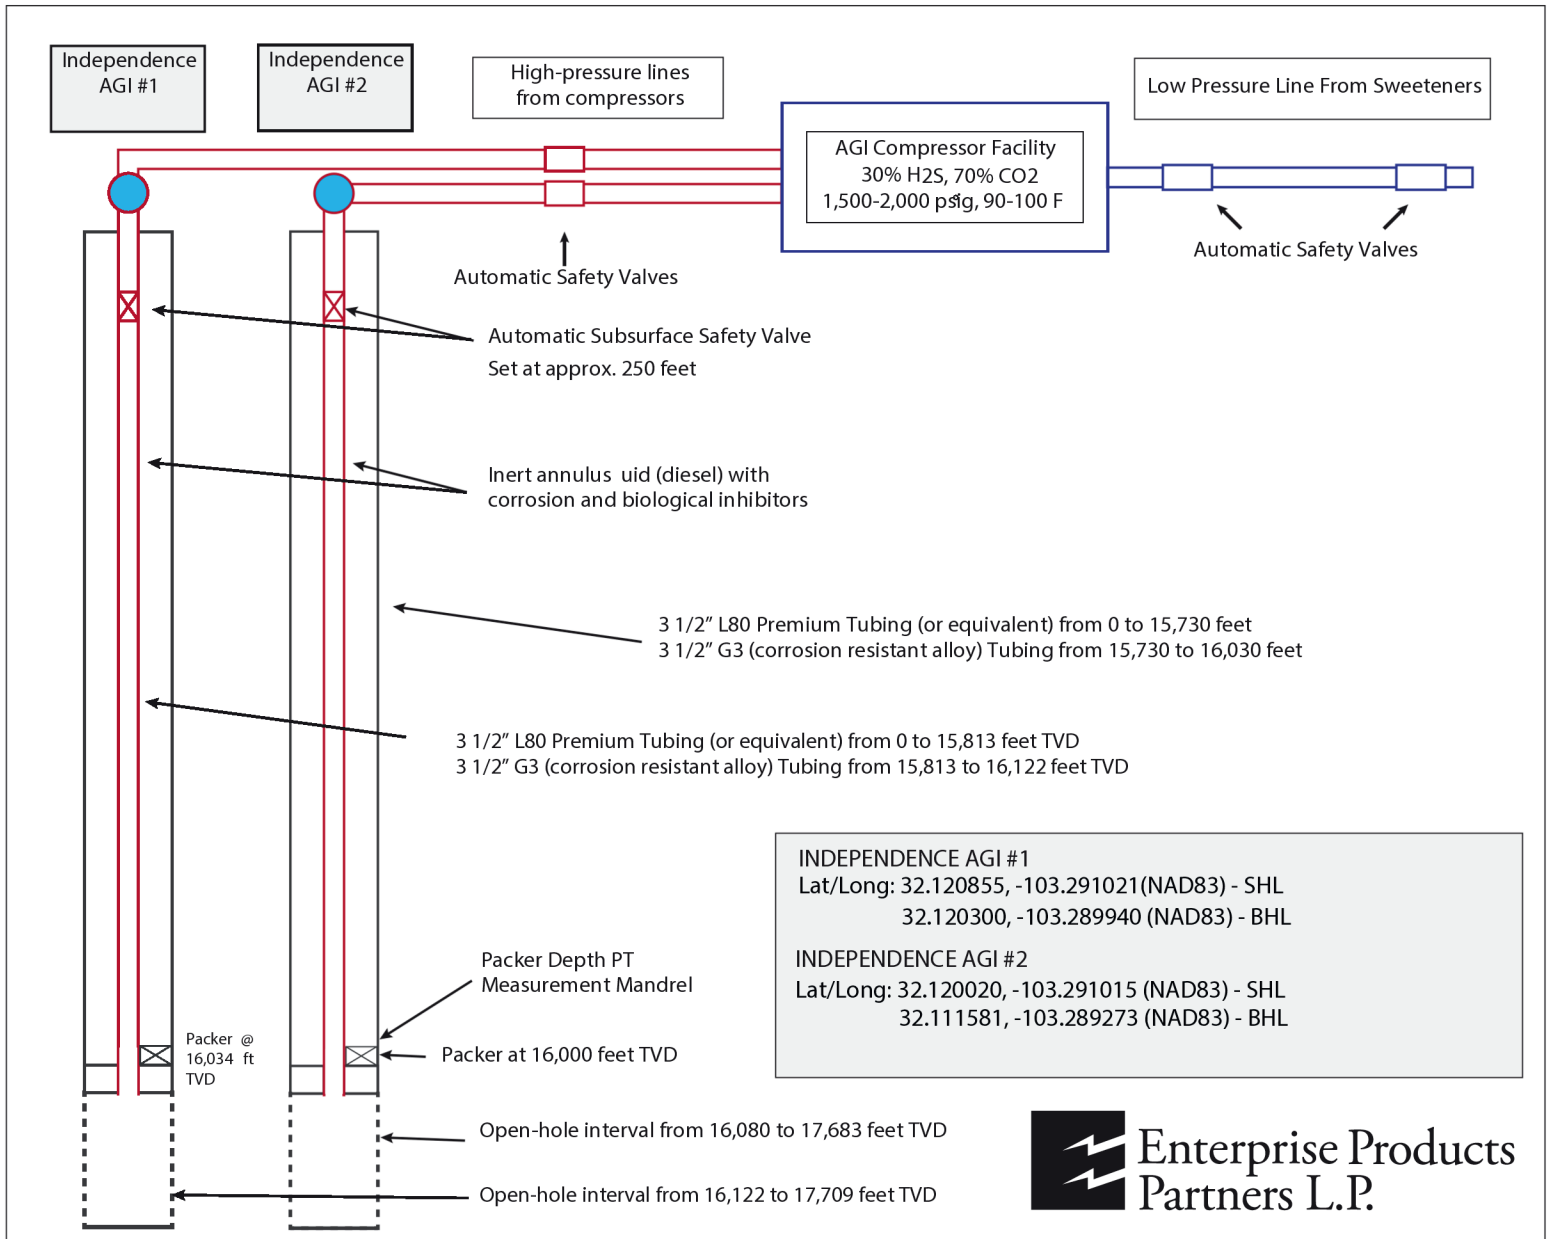 Independence
AGI #1
Independence
AGI #2
High-pressure lines
from compressors
Low Pressure Line From Sweeteners
AGI Compressor Facility
30% H2S, 70% CO2
1,500-2,000 psig, 90-100 F
Automatic Safety Valves
Automatic Safety Valves
Automatic Subsurface Safety Valve
Set at approx. 250 feet
Inert annulus uid (diesel) with
corrosion and biological inhibitors
3 1/2” L80 Premium Tubing (or equivalent) from 0 to 15,730 feet
3 1/2” G3 (corrosion resistant alloy) Tubing from 15,730 to 16,030 feet
3 1/2” L80 Premium Tubing (or equivalent) from 0 to 15,813 feet TVD
3 1/2” G3 (corrosion resistant alloy) Tubing from 15,813 to 16,122 feet TVD
INDEPENDENCE AGI #1
Lat/Long: 32.120855, -103.291021(NAD83) - SHL
32.120300, -103.289940 (NAD83) - BHL
INDEPENDENCE AGI #2
Lat/Long: 32.120020, -103.291015 (NAD83) - SHL
32.111581, -103.289273 (NAD83) - BHL
Packer Depth PT
Measurement Mandrel
Packer @
16,034 ft
TVD
Packer at 16,000 feet TVD
Open-hole interval from 16,080 to 17,683 feet TVD
Open-hole interval from 16,122 to 17,709 feet TVD
Enterprise Products
Partners L.P.